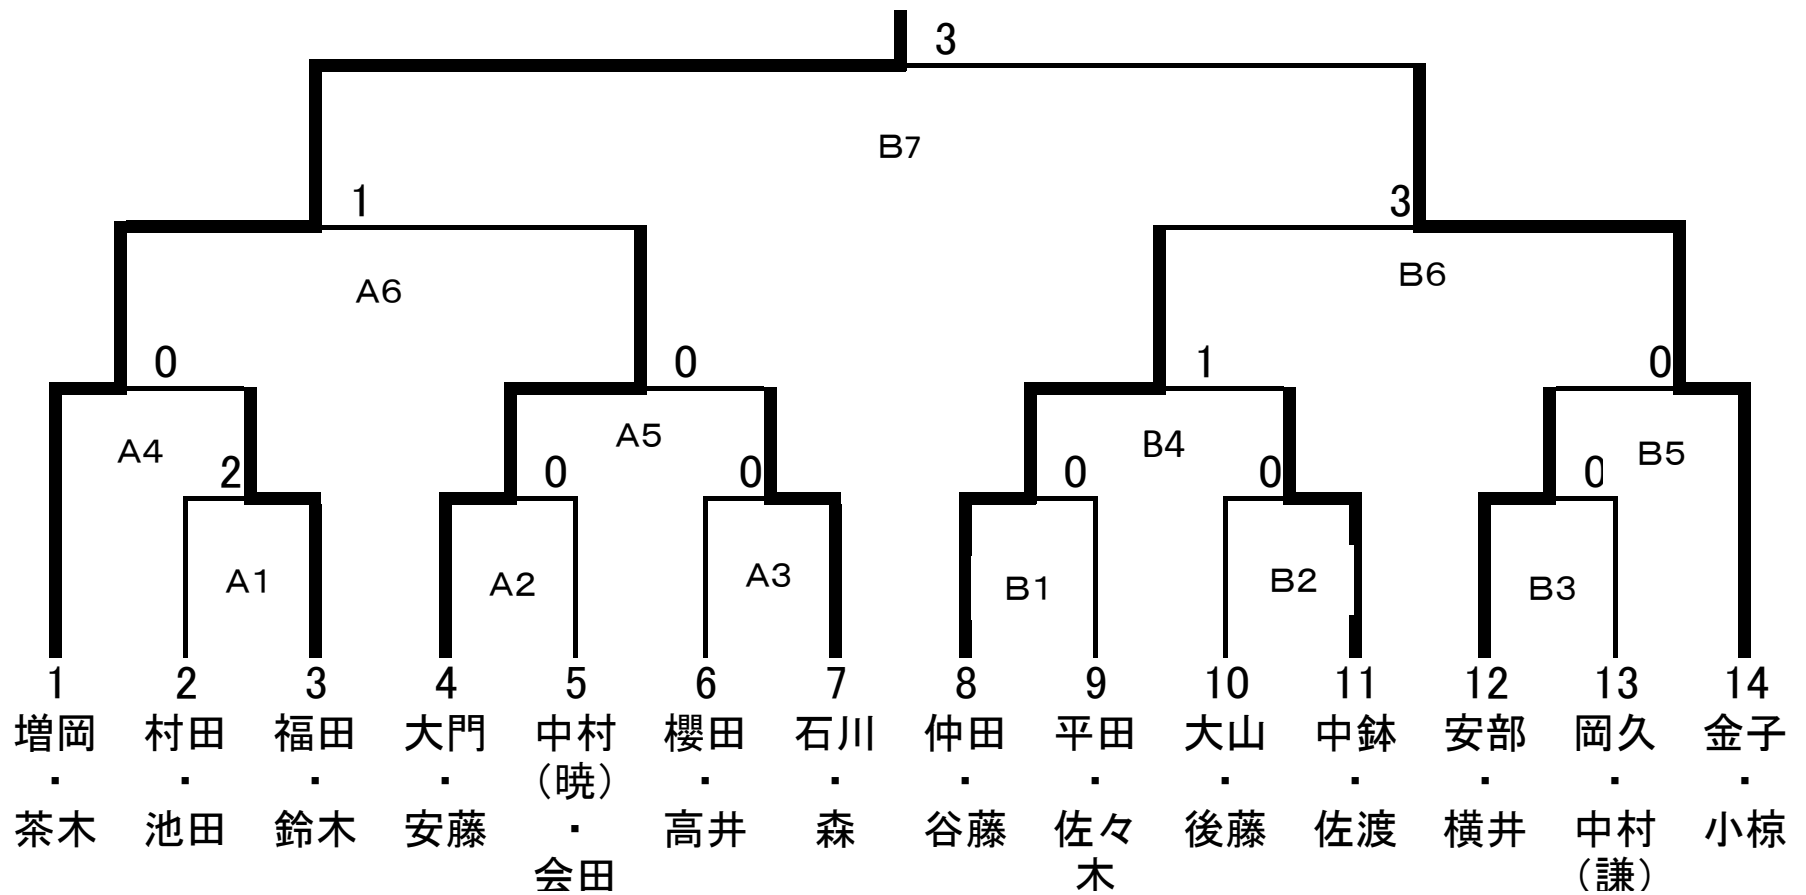 3
B7
1
3
A6
B6
0
0
1
0
A4
A5
B4
B5
2
0
0
0
0
0
A1
A2
A3
B1
B2
B3
1 2 3 4 5 6 7 8 9 10 11 12 13 14
増岡・茶木
村田・池田
福田・鈴木
大門・安藤
中村(暁)・会田
櫻田・高井
石川・森
仲田・谷藤
平田・佐々木
大山・後藤
中鉢・佐渡
安部・横井
岡久・中村(謙)
金子・小椋